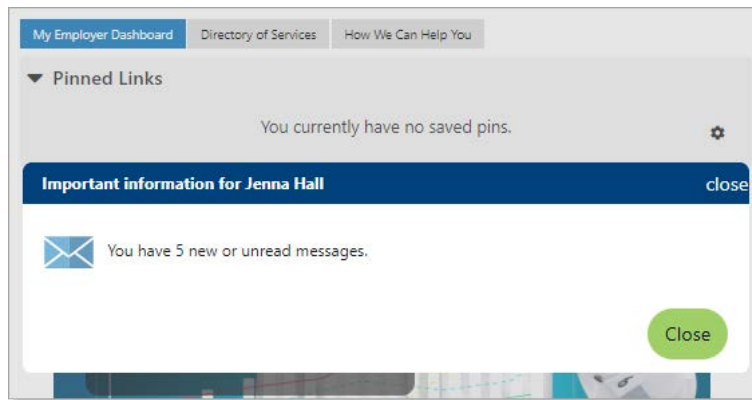 My Employer Dashboard Directory of Services How We Can Help You
Pinned Links
You currently have no saved pins.
Important information for Jenna Hall close
You have 5 new or unread messages.
Close